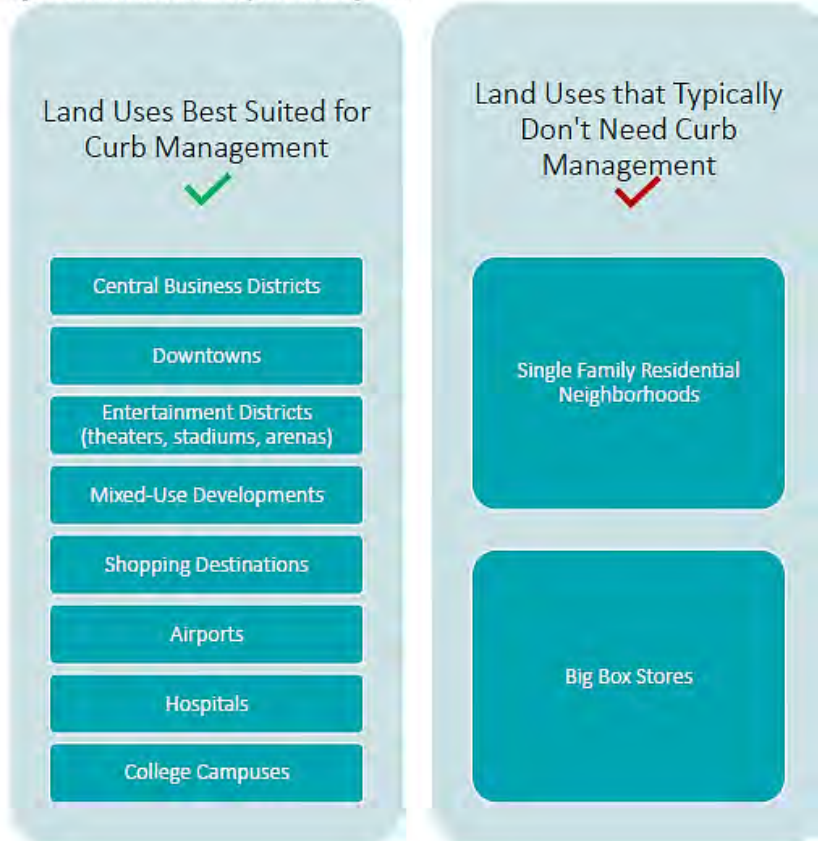 Land Uses Best Suited for
Curb Management
Central Business Districts
Downtowns
Entertainment Districts
(theaters, stadiums, arenas)
Mixed-Use Developments
Shopping Destinations
Airports
Hospitals
College Campuses
Land Uses that Typically
Don't Need Curb
Management
Single Family Residential
Neighborhoods
Big Box Stores